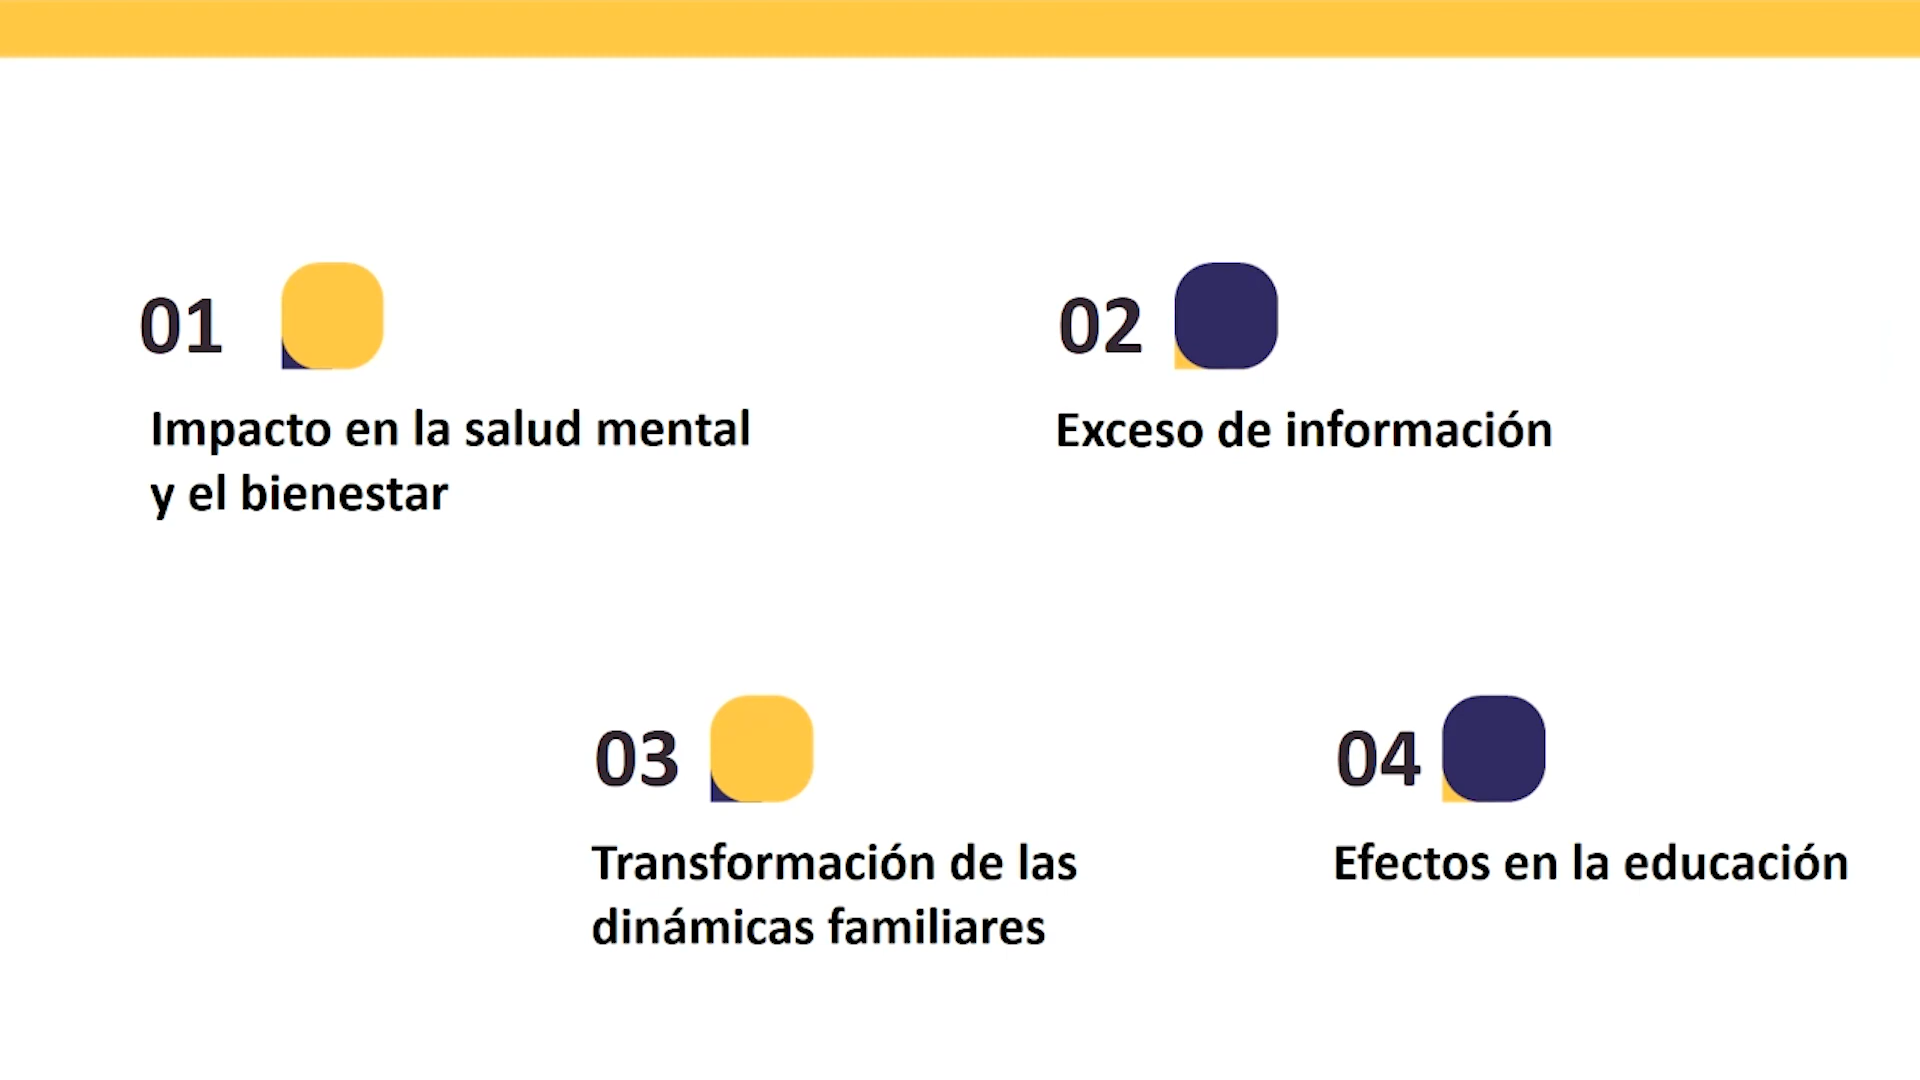 01
Impacto en la salud mental
y el bienestar
02
Exceso de información
03
Transformación de las
dinámicas familiares
04
Efectos en la educación